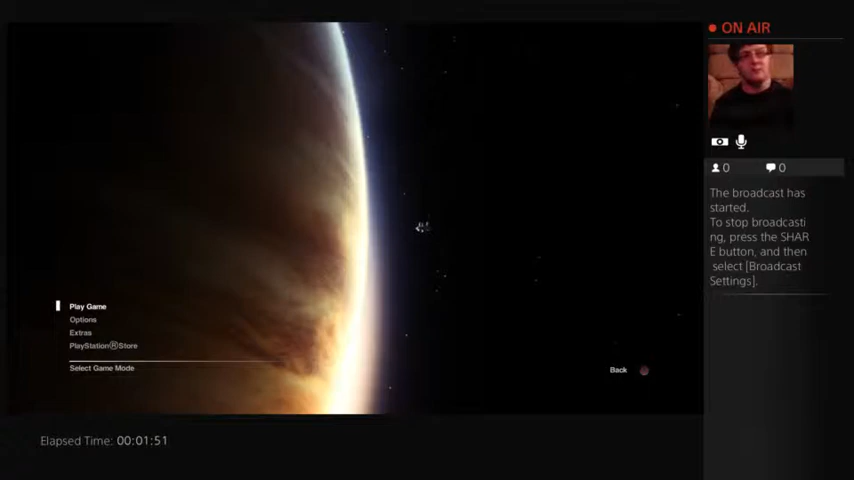 ON AIR
0 0
The broadcast has
started.
To stop broadcasti
ng, press the SHAR
E button, and then
select [Broadcast
Settings].
Play Game
Options
Extras
PlayStation®Store
Select Game Mode
Back
Elapsed Time: 00:01:51